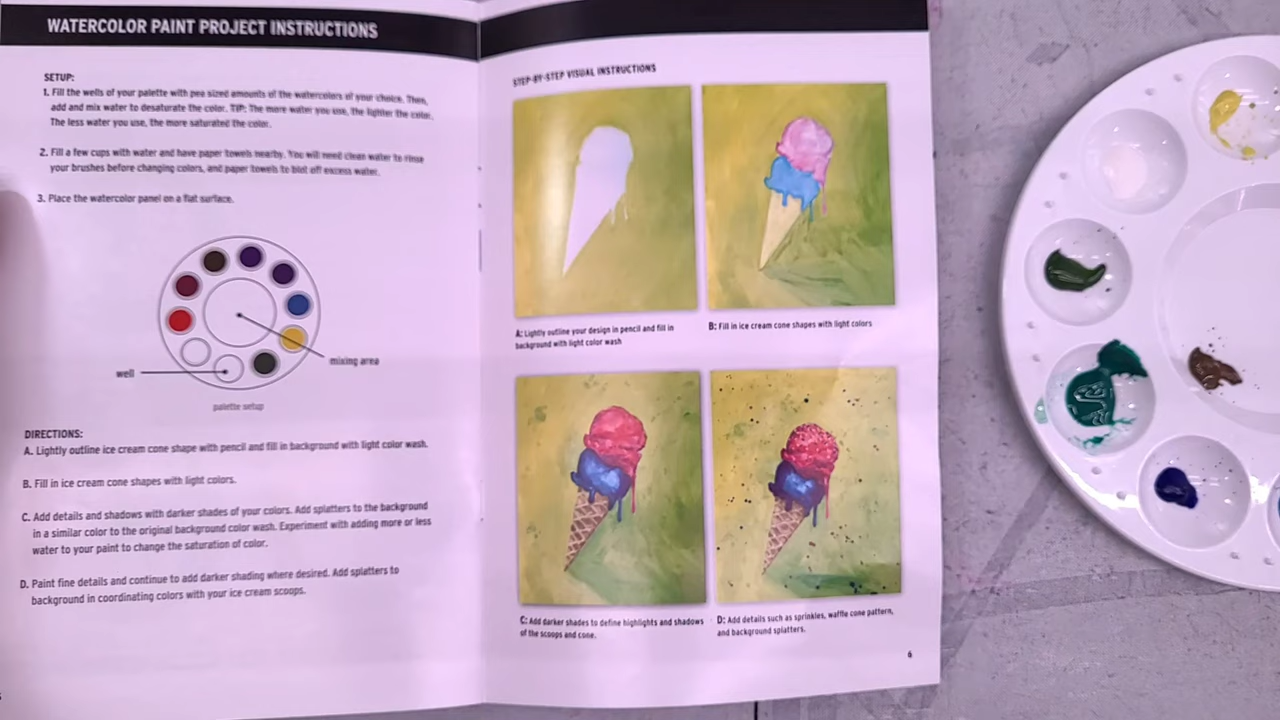 WATERCOLOR PAINT PROJECT INSTRUCTIONS
SETUP:
1. Fill the wells of your palette with pee sized amounts of the watercolors of your choice. Then,
add and mix water to desaturate the color. TIP: The more water you use, the lighter the color.
The less water you use, the more saturated the color.
2. Fill a few cups with water and have paper towels nearby. You will need clean water to rinse
your brushes before changing colors, and paper towels to blot off excess water.
3. Place the watercolor panel on a flat surface.
mixing area
well
palette setup
DIRECTIONS:
A. Lightly outline ice cream cone shape with pencil and fill in background with light color wash.
B. Fill in ice cream cone shapes with light colors.
C. Add details and shadows with darker shades of your colors. Add splatters to the background
in a similar color to the original background color wash. Experiment with adding more or less
water to your paint to change the saturation of color.
D. Paint fine details and continue to add darker shading where desired. Add splatters to
background in coordinating colors with your ice cream scoops.
STEP-BY-STEP VISUAL INSTRUCTIONS
A: Lightly outline your design in pencil and fill in
background with light color wash
B: Fill in ice cream cone shapes with light colors
C: Add darker shades to define highlights and shadows
of the scoops and cone.
D: Add details such as sprinkles, waffle cone pattern,
and background splatters.
6